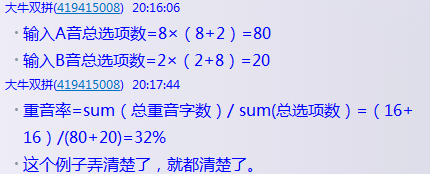 大牛双拼(419415008) 20:16:06
• 输入A音总选项数=8×（8+2）=80
• 输入B音总选项数=2×（2+8）=20
大牛双拼(419415008) 20:17:44
• 重音率=sum（总重音字数）/ sum(总选项数）=（16+
16）/(80+20)=32%
• 这个例子弄清楚了，就都清楚了。